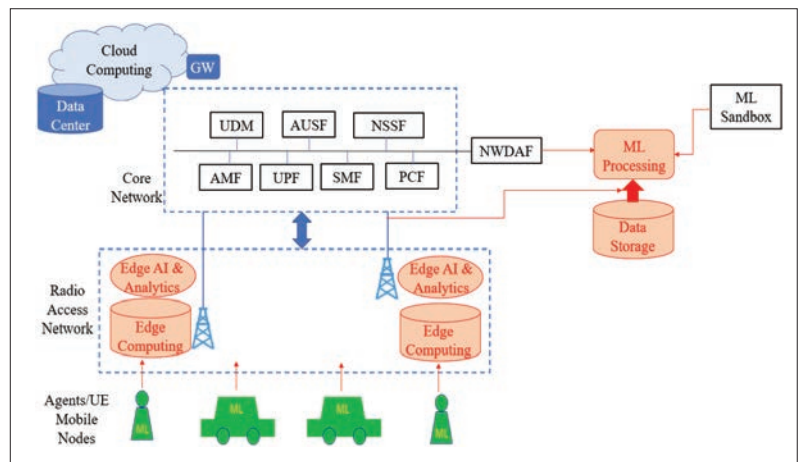 Cloud
Computing
GW
Data
Center
UDM
AUSF
NSSF
ML
Sandbox
NWDAF
ML
Processing
Core
Network
AMF
UPF
SMF
PCF
Data
Storage
Edge AI &
Analytics
Edge AI &
Analytics
Radio
Access
Network
Edge
Computing
Edge
Computing
Agents/UE
Mobile
Nodes
ML
ML
ML
ML